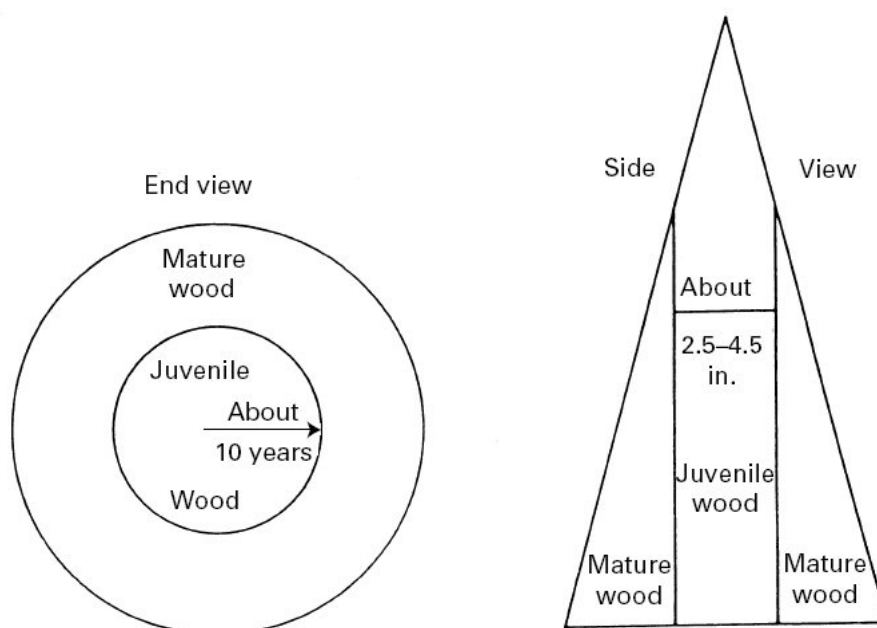 End view
Mature
wood
Juvenile
About
10 years
Wood
Side View
About
2.5–4.5
in.
Juvenile
wood
Mature
wood
Mature
wood